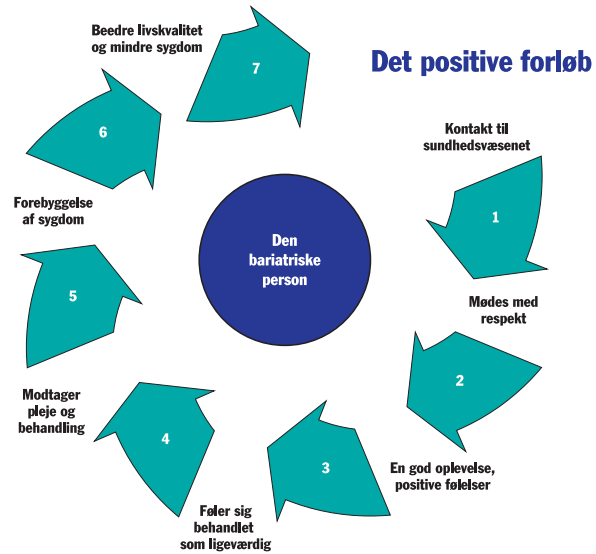 Det positive forløb
Kontakt til
sundhedsvæsenet
1
Mødes med
respekt
2
En god oplevelse,
positive følelser
3
Føler sig
behandlet
som ligeværdig
4
Modtager
pleje og
behandling
5
Forebyggelse
af sygdom
6
Beedre livskvalitet
og mindre sygdom
7
Den
bariatriske
person